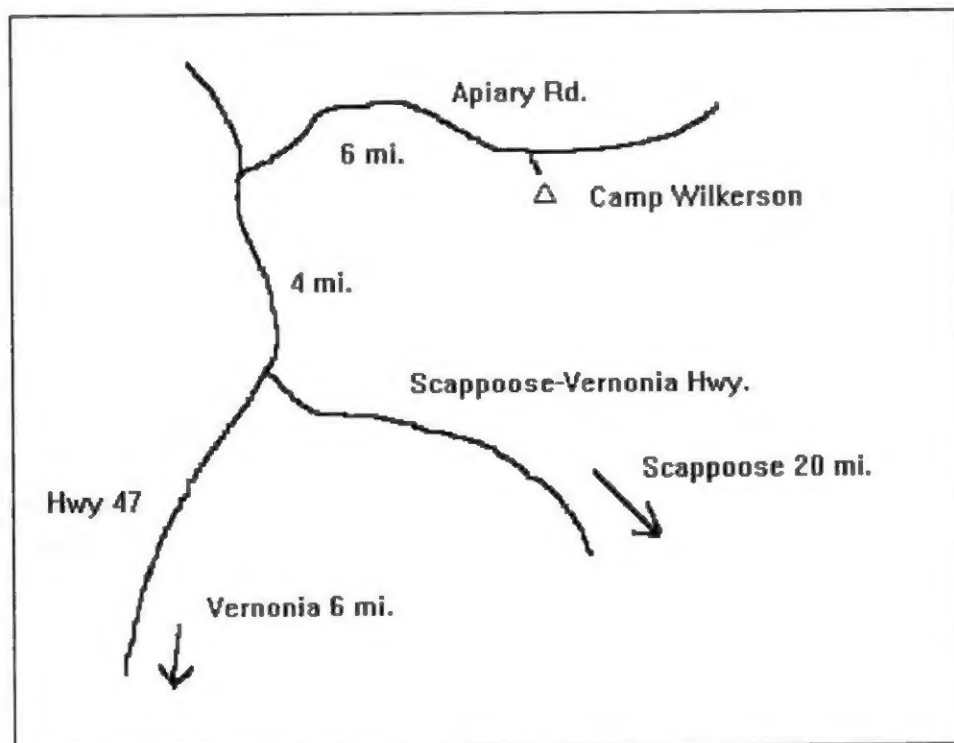 Apiary Rd.
6 mi.
Camp Wilkerson
4 mi.
Scappoose-Vernonia Hwy.
Scappoose 20 mi.
Hwy 47
Vernonia 6 mi.